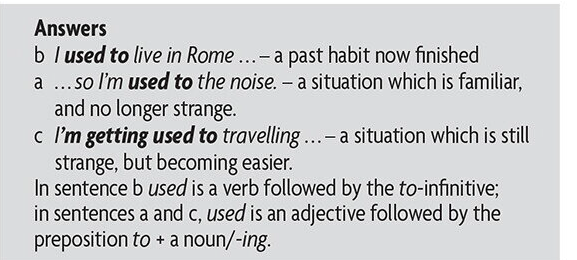 Answers
b I used to live in Rome … – a past habit now finished
a …so I'm used to the noise. – a situation which is familiar,
and no longer strange.
c I'm getting used to travelling … – a situation which is still
strange, but becoming easier.
In sentence b used is a verb followed by the to-infinitive;
in sentences a and c, used is an adjective followed by the
preposition to + a noun/-ing.